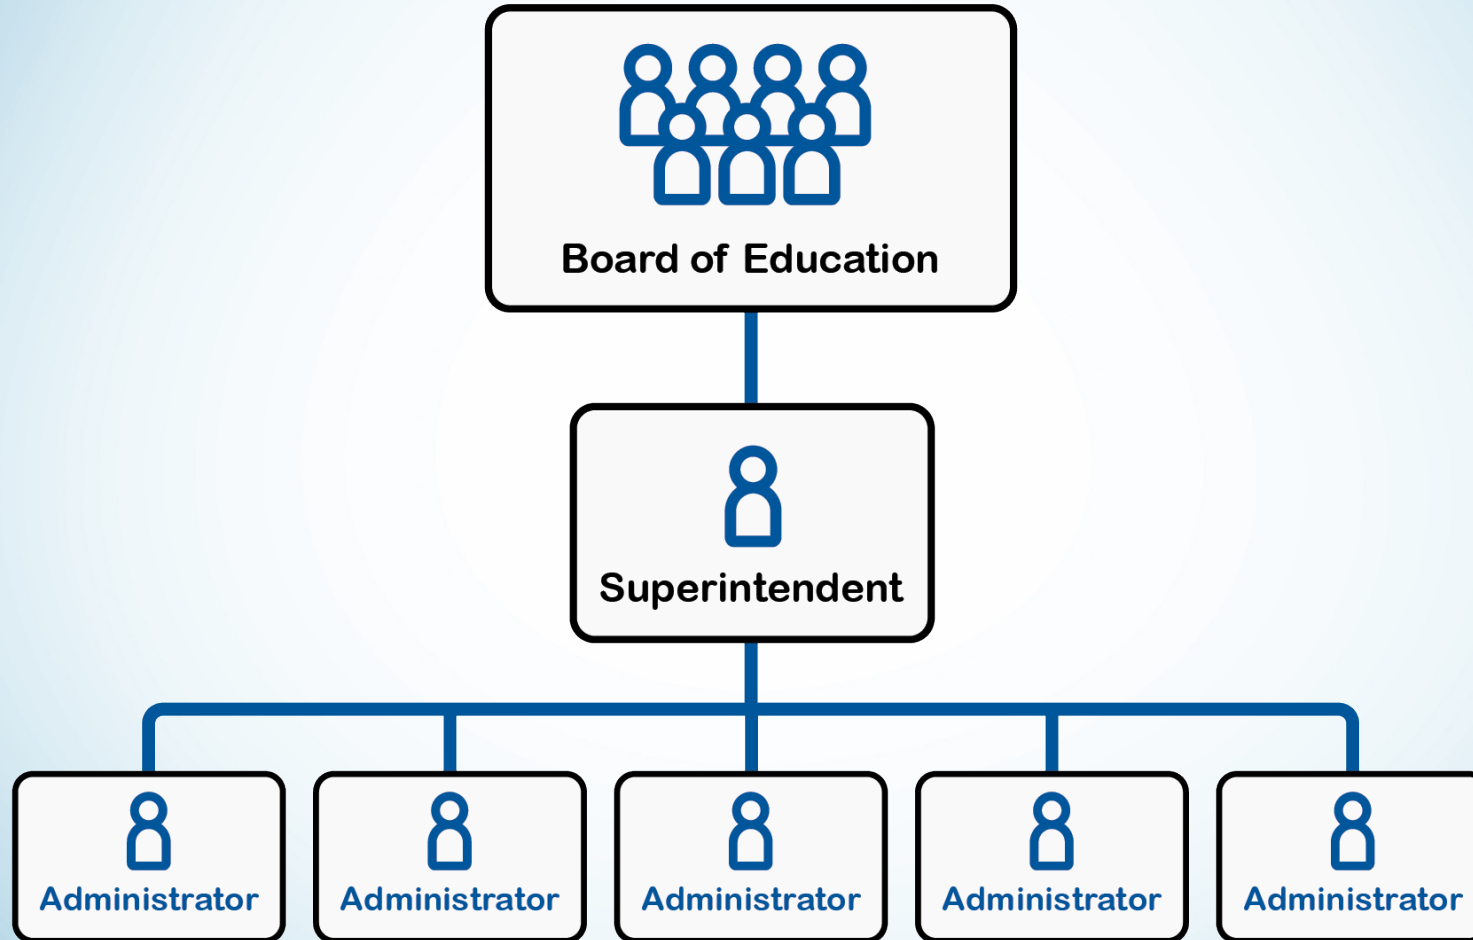 Board of Education
Superintendent
Administrator
Administrator
Administrator
Administrator
Administrator